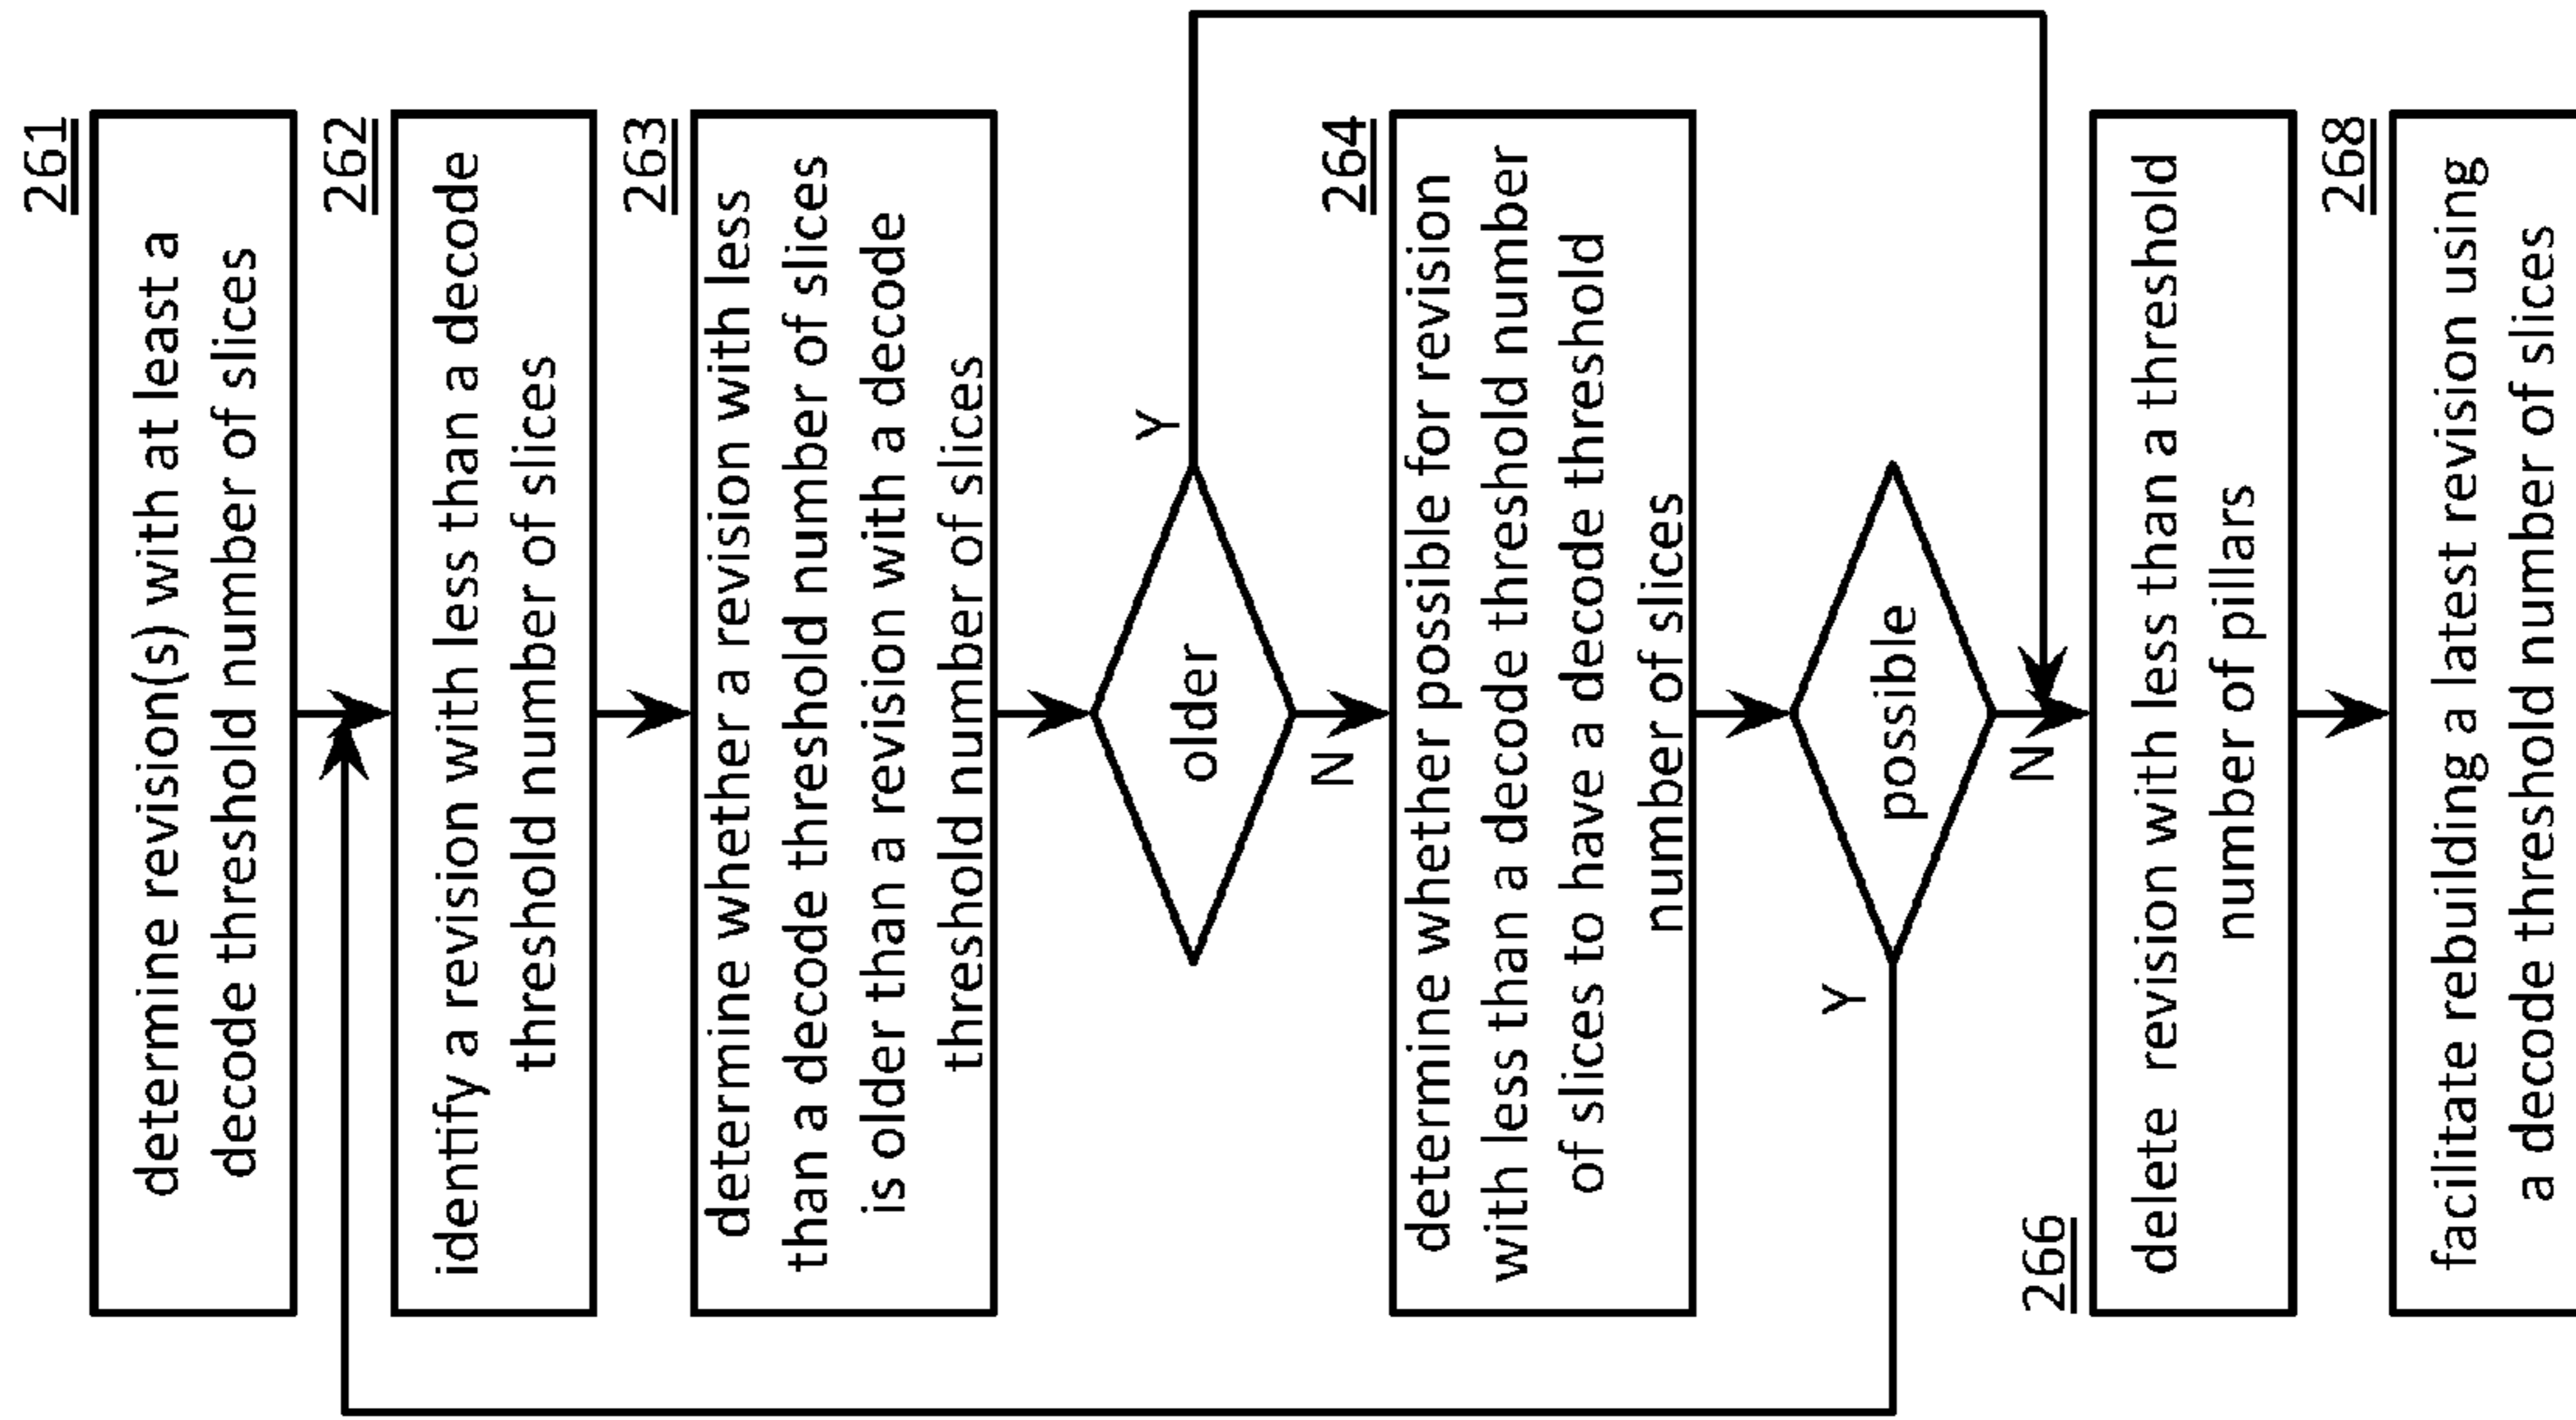 261
determine revision(s) with at least a
decode threshold number of slices
262
identify a revision with less than a decode
threshold number of slices
263
determine whether a revision with less
than a decode threshold number of slices
is older than a revision with a decode
threshold number of slices
older
Y
N
264
determine whether possible for revision
with less than a decode threshold number
of slices to have a decode threshold
number of slices
possible
Y
N
266
delete revision with less than a threshold
number of pillars
268
facilitate rebuilding a latest revision using
a decode threshold number of slices